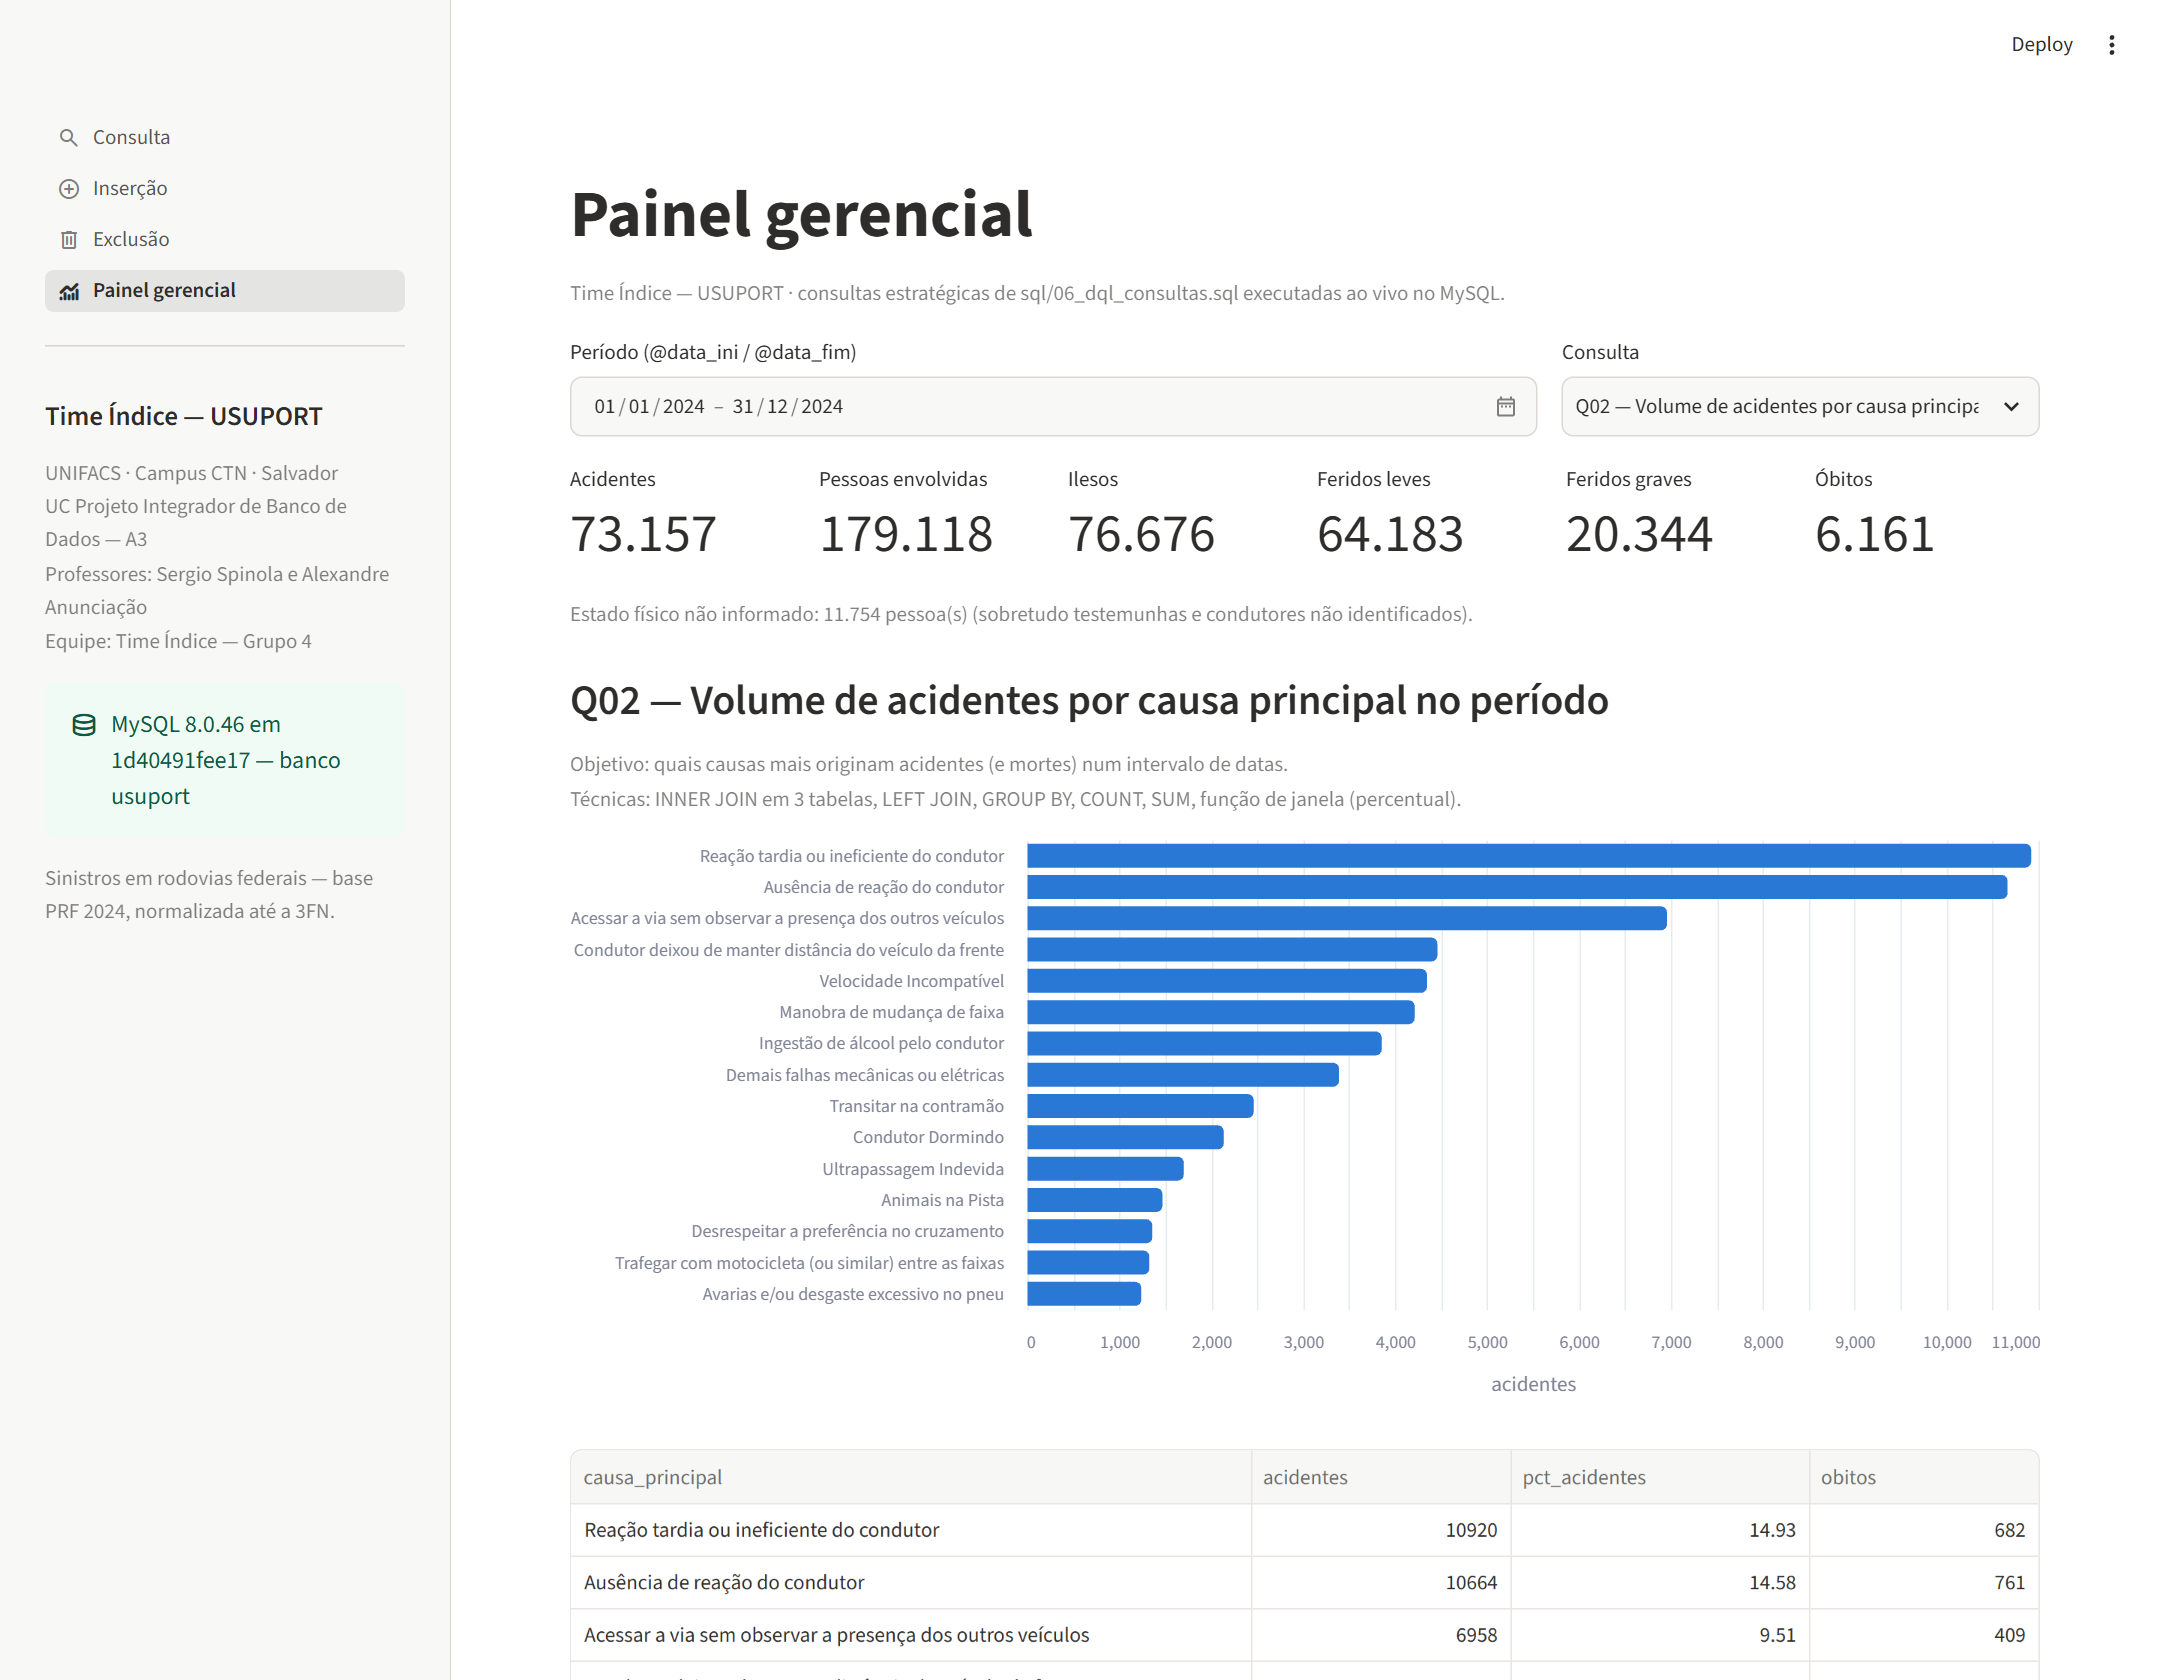 Deploy
Consulta
Inserção
Exclusão
Painel gerencial
Time Índice — USUPORT
UNIFACS · Campus CTN · Salvador
UC Projeto Integrador de Banco de
Dados — A3
Professores: Sergio Spinola e Alexandre
Anunciação
Equipe: Time Índice — Grupo 4
MySQL 8.0.46 em
1d40491fee17 — banco
usuport
Sinistros em rodovias federais — base
PRF 2024, normalizada até a 3FN.
Painel gerencial
Time Índice — USUPORT · consultas estratégicas de sql/06_dql_consultas.sql executadas ao vivo no MySQL.
Período (@data_ini / @data_fim)
01/01/2024 – 31/12/2024
Consulta
Q02 — Volume de acidentes por causa principa
Acidentes
73.157
Pessoas envolvidas
179.118
Ilesos
76.676
Feridos leves
64.183
Feridos graves
20.344
Óbitos
6.161
Estado físico não informado: 11.754 pessoa(s) (sobretudo testemunhas e condutores não identificados).
Q02 — Volume de acidentes por causa principal no período
Objetivo: quais causas mais originam acidentes (e mortes) num intervalo de datas.
Técnicas: INNER JOIN em 3 tabelas, LEFT JOIN, GROUP BY, COUNT, SUM, função de janela (percentual).
Reação tardia ou ineficiente do condutor
Ausência de reação do condutor
Acessar a via sem observar a presença dos outros veículos
Condutor deixou de manter distância do veículo da frente
Velocidade Incompatível
Manobra de mudança de faixa
Ingestão de álcool pelo condutor
Demais falhas mecânicas ou elétricas
Transitar na contramão
Condutor Dormindo
Ultrapassagem Indevida
Animais na Pista
Desrespeitar a preferência no cruzamento
Trafegar com motocicleta (ou similar) entre as faixas
Avarias e/ou desgaste excessivo no pneu
0 1,000 2,000 3,000 4,000 5,000 6,000 7,000 8,000 9,000 10,000 11,000
acidentes
causa_principal acidentes pct_acidentes obitos
Reação tardia ou ineficiente do condutor 10920 14.93 682
Ausência de reação do condutor 10664 14.58 761
Acessar a via sem observar a presença dos outros veículos 6958 9.51 409